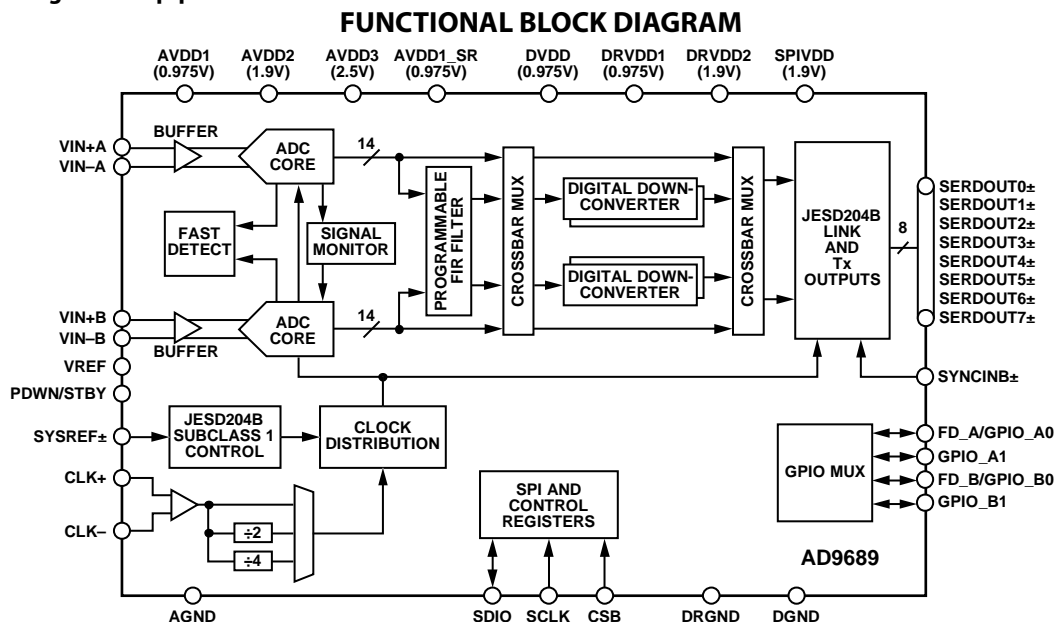 FUNCTIONAL BLOCK DIAGRAM
AVDD1
(0.975V)
AVDD2
(1.9V)
AVDD3
(2.5V)
AVDD1_SR
(0.975V)
DVDD
(0.975V)
DRVDD1
(0.975V)
DRVDD2
(1.9V)
SPIVDD
(1.9V)
VIN+A
VIN–A
BUFFER
ADC
CORE
14
FAST
DETECT
SIGNAL
MONITOR
PROGRAMMABLE
FIR FILTER
CROSSBAR MUX
DIGITAL DOWN-
CONVERTER
DIGITAL DOWN-
CONVERTER
CROSSBAR MUX
JESD204B
LINK
AND
Tx
OUTPUTS
8
SERDOUT0±
SERDOUT1±
SERDOUT2±
SERDOUT3±
SERDOUT4±
SERDOUT5±
SERDOUT6±
SERDOUT7±
VIN+B
VIN–B
BUFFER
ADC
CORE
14
VREF
PDWN/STBY
SYSREF±
JESD204B
SUBCLASS 1
CONTROL
CLOCK
DISTRIBUTION
SYNCINB±
CLK+
CLK–
÷2
÷4
SPI AND
CONTROL
REGISTERS
GPIO MUX
FD_A/GPIO_A0
GPIO_A1
FD_B/GPIO_B0
GPIO_B1
AD9689
AGND
SDIO
SCLK
CSB
DRGND
DGND